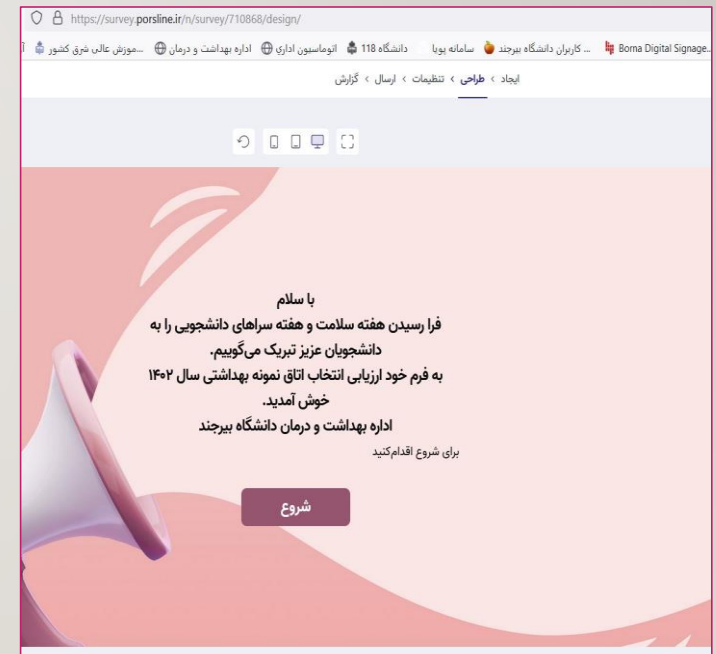 https://survey.porsline.ir/n/survey/710868/design/
...موزش عالی شرق کشور اداره بهداشت و درمان اتوماسیون اداری دانشگاه 118 سامانه پویا کاربران دانشگاه بیرجند ... Borna Digital Signage...
ایجاد › طراحی › تنظیمات › ارسال › گزارش
با سلام
فرا رسیدن هفته سلامت و هفته سراهای دانشجویی را به
دانشجویان عزیز تبریک می‌گوییم.
به فرم خود ارزیابی انتخاب اتاق نمونه بهداشتی سال ۱۴۰۲
خوش آمدید.
اداره بهداشت و درمان دانشگاه بیرجند
برای شروع اقدام‌کنید
شروع